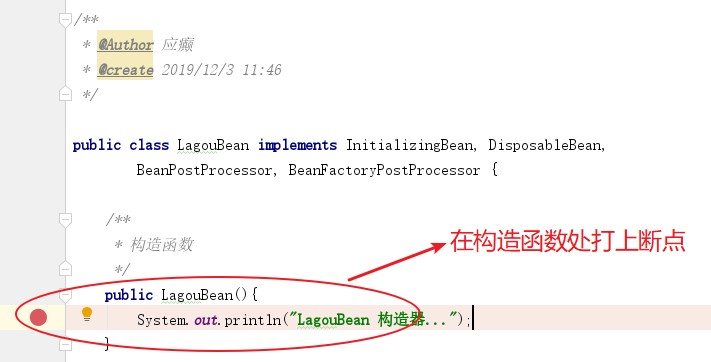 /**
* @Author 应癫
* @create 2019/12/3 11:46
*/
public class LagouBean implements InitializingBean, DisposableBean,
BeanPostProcessor, BeanFactoryPostProcessor {
/**
* 构造函数
*/
在构造函数处打上断点
public LagouBean(){
System.out.println("LagouBean 构造器...");
}